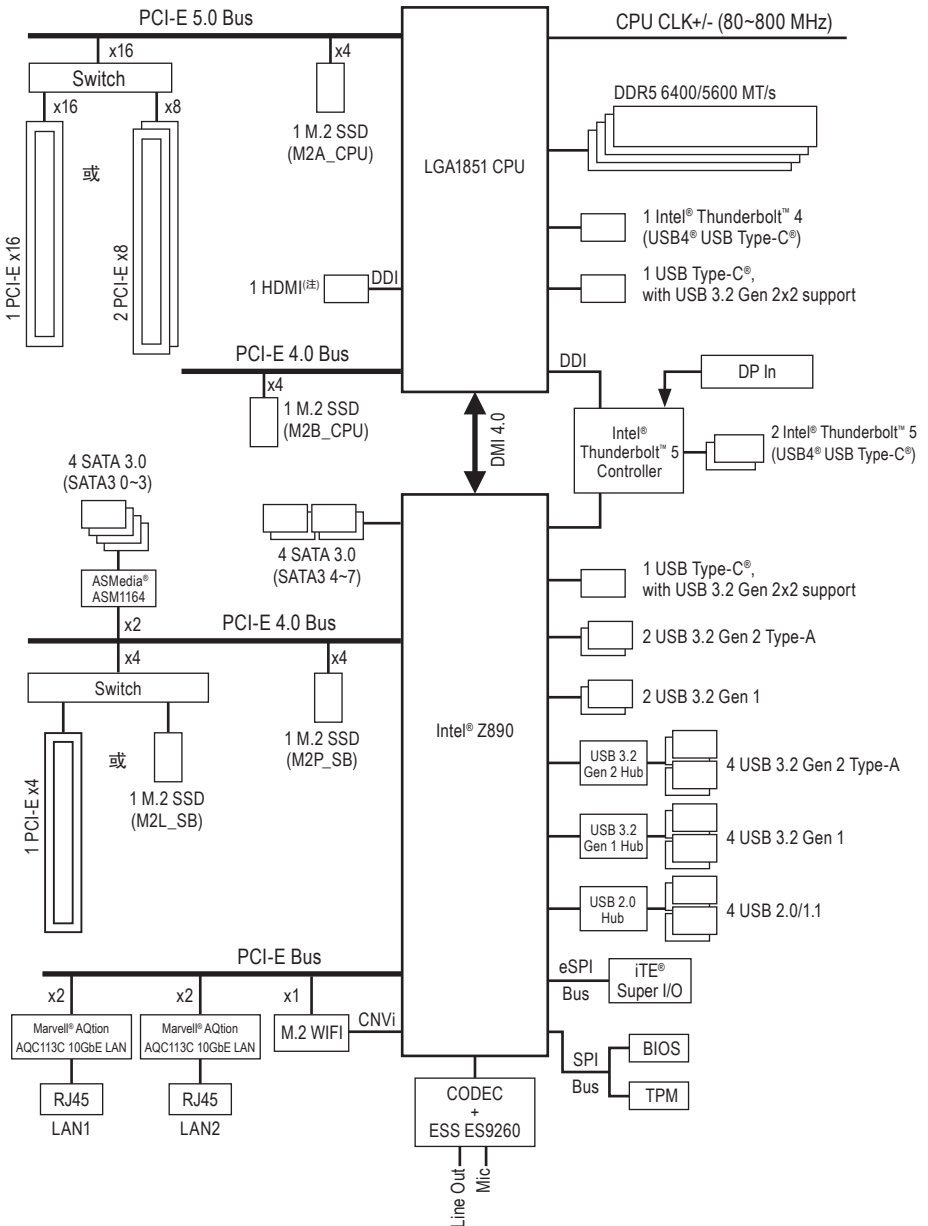 PCI-E 5.0 Bus
CPU CLK+/- (80~800 MHz)
x16
x4
Switch
x16
x8
1 PCI-E x16
或
2 PCI-E x8
1 M.2 SSD
(M2A_CPU)
LGA1851 CPU
DDR5 6400/5600 MT/s
1 Intel® Thunderbolt™ 4
(USB4® USB Type-C®)
1 HDMI(注)
DDI
1 USB Type-C®,
with USB 3.2 Gen 2x2 support
PCI-E 4.0 Bus
x4
1 M.2 SSD
(M2B_CPU)
DDI
DP In
DMI 4.0
Intel®
Thunderbolt™ 5
Controller
2 Intel® Thunderbolt™ 5
(USB4® USB Type-C®)
4 SATA 3.0
(SATA3 0~3)
ASMedia®
ASM1164
x2
4 SATA 3.0
(SATA3 4~7)
PCI-E 4.0 Bus
x4
x4
Switch
1 PCI-E x4
或
1 M.2 SSD
(M2L_SB)
1 M.2 SSD
(M2P_SB)
Intel® Z890
1 USB Type-C®,
with USB 3.2 Gen 2x2 support
2 USB 3.2 Gen 2 Type-A
2 USB 3.2 Gen 1
USB 3.2
Gen 2 Hub
4 USB 3.2 Gen 2 Type-A
USB 3.2
Gen 1 Hub
4 USB 3.2 Gen 1
USB 2.0
Hub
4 USB 2.0/1.1
PCI-E Bus
x2
x2
x1
Marvell® AQtion
AQC113C 10GbE LAN
Marvell® AQtion
AQC113C 10GbE LAN
M.2 WIFI
CNVi
RJ45
LAN1
RJ45
LAN2
eSPI
Bus
iTE®
Super I/O
SPI
Bus
BIOS
TPM
CODEC
+
ESS ES9260
Line Out
Mic